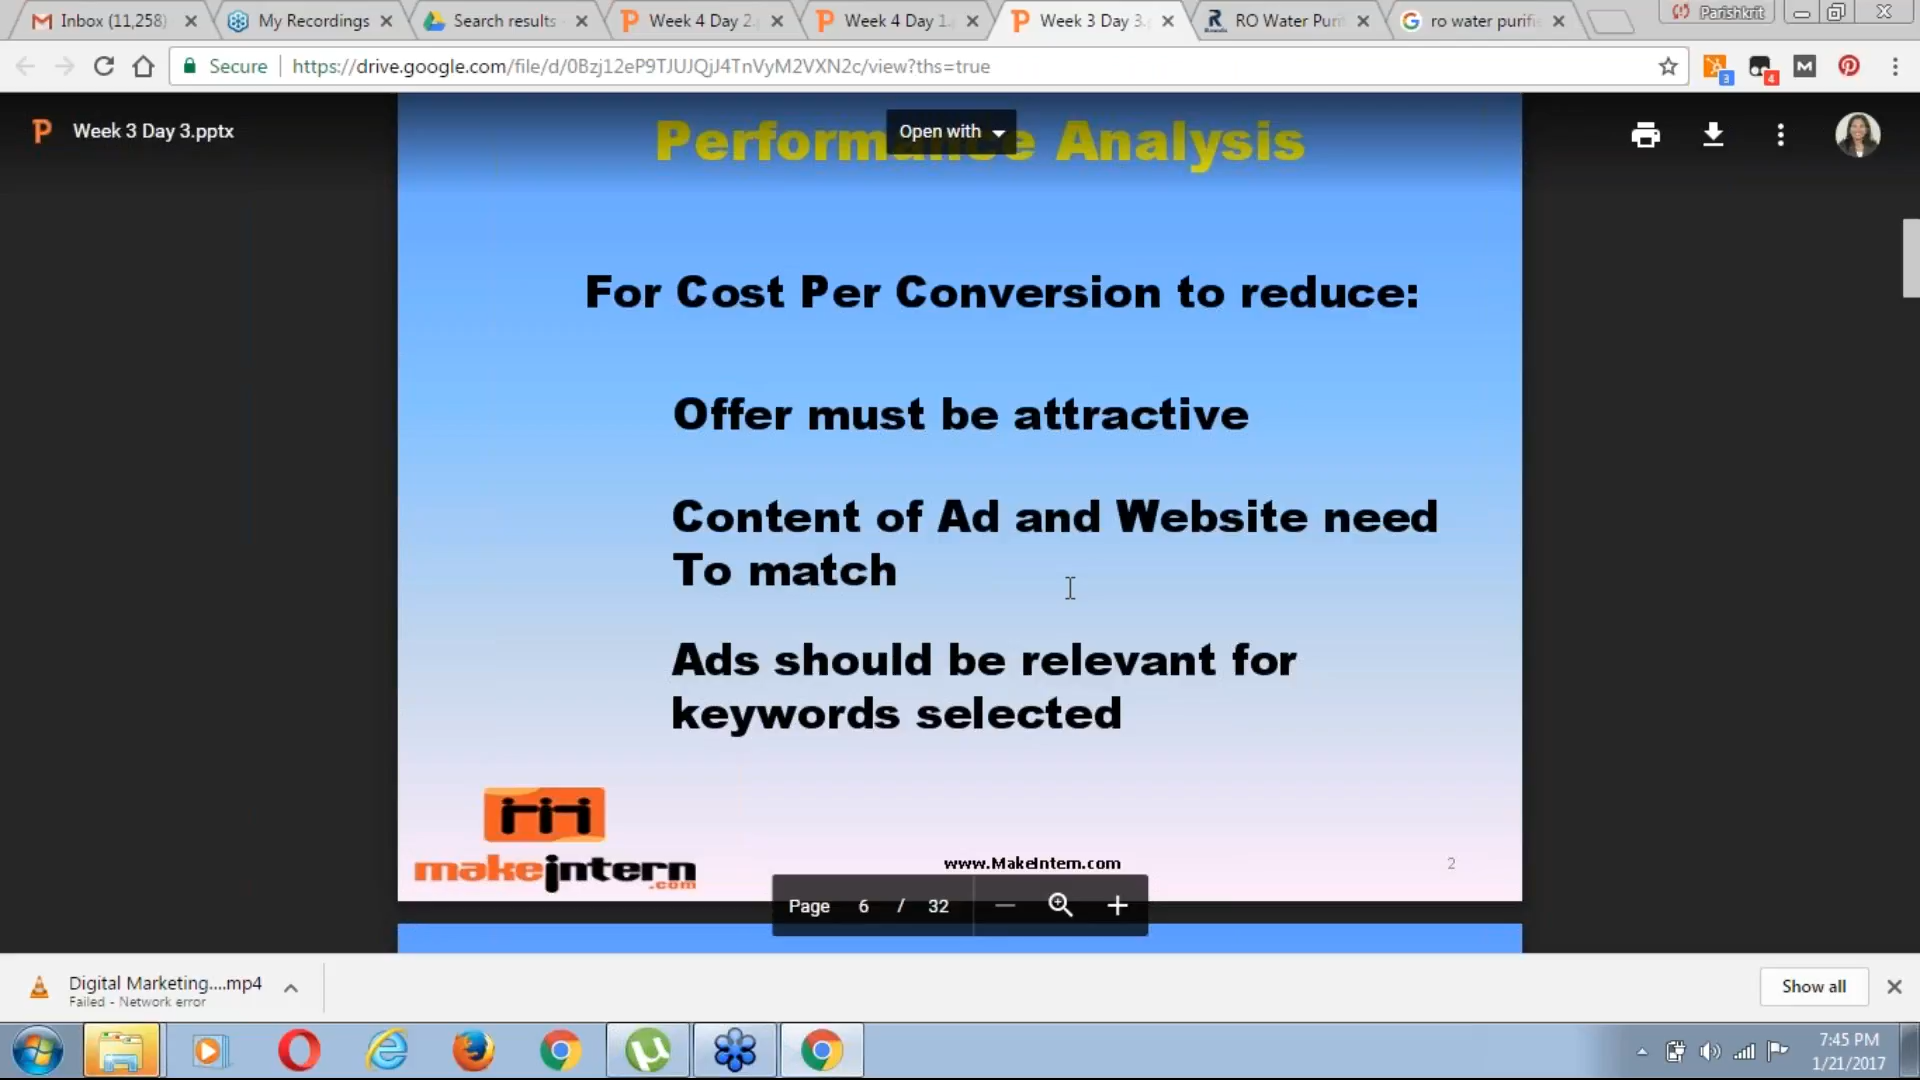 Inbox (11,258)
My Recordings
Search results
Week 4 Day 2.
Week 4 Day 1.
Week 3 Day 3.
RO Water Puri
ro water purifi
Parishkrit
Secure
https://drive.google.com/file/d/0Bzj12eP9TJUJQjJ4TnVyM2VXN2c/view?ths=true
3
4
Week 3 Day 3.pptx
Open with
Performance Analysis
For Cost Per Conversion to reduce:
Offer must be attractive
Content of Ad and Website need
To match
Ads should be relevant for
keywords selected
makeintern
.com
www.MakeIntern.com
2
Page 6 / 32
Digital Marketing....mp4
Failed - Network error
Show all
7:45 PM
1/21/2017